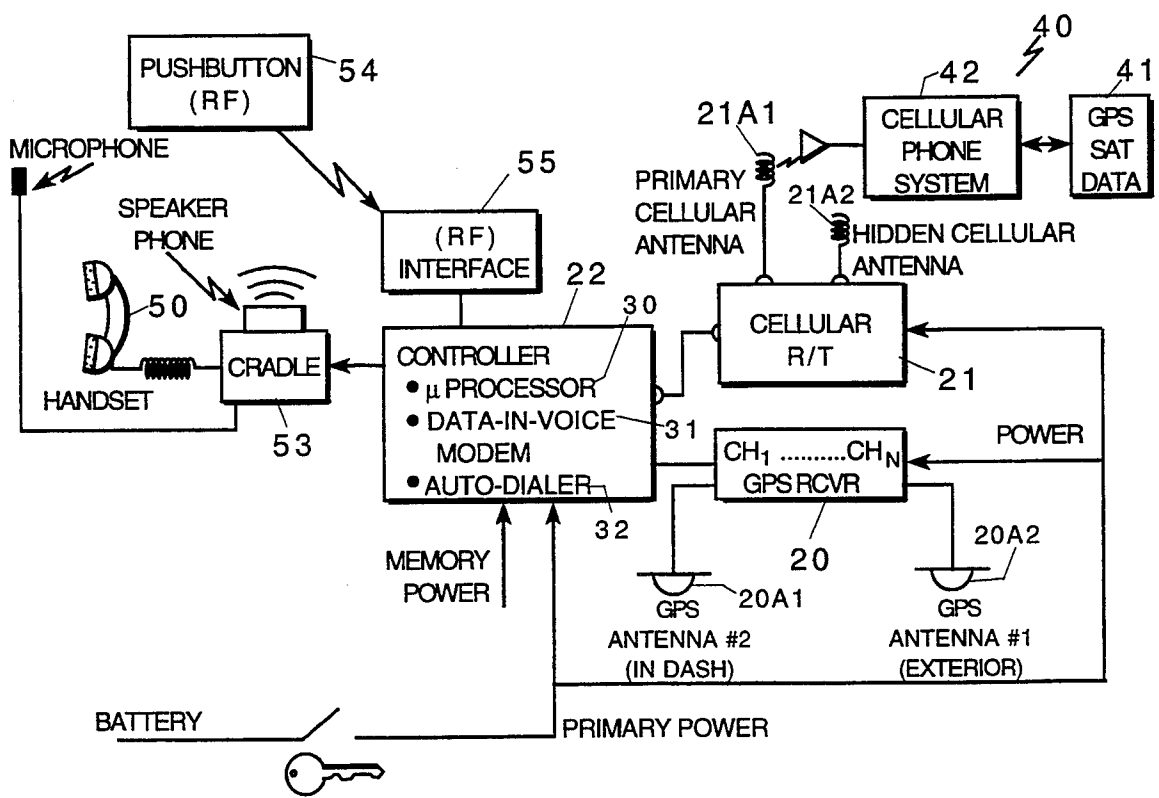 40
PUSHBUTTON
(RF)
54
42
41
21A1
CELLULAR
PHONE
SYSTEM
GPS
SAT
DATA
MICROPHONE
55
PRIMARY
CELLULAR
ANTENNA
21A2
HIDDEN CELLULAR
ANTENNA
SPEAKER
PHONE
(RF)
INTERFACE
22
50
30
CELLULAR
R/T
21
CRADLE
HANDSET
53
CONTROLLER
• μ PROCESSOR
• DATA-IN-VOICE
MODEM
31
• AUTO-DIALER
32
POWER
CH1 ..........CHN
GPS RCVR
20
MEMORY
POWER
20A1
GPS
ANTENNA #2
(IN DASH)
20A2
GPS
ANTENNA #1
(EXTERIOR)
BATTERY
PRIMARY POWER